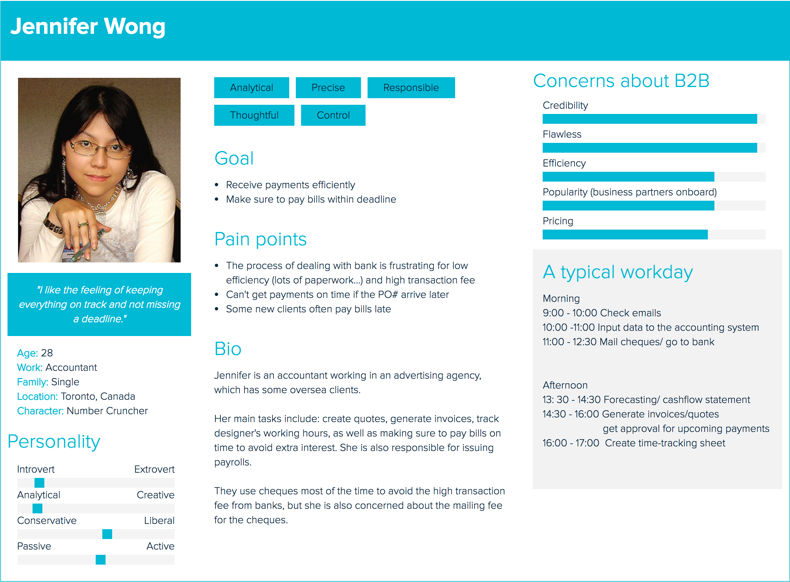 Jennifer Wong
"I like the feeling of keeping
everything on track and not missing
a deadline."
Age: 28
Work: Accountant
Family: Single
Location: Toronto, Canada
Character: Number Cruncher
Personality
Introvert Extrovert
Analytical Creative
Conservative Liberal
Passive Active
Analytical Precise Responsible
Thoughtful Control
Goal
• Receive payments efficiently
• Make sure to pay bills within deadline
Pain points
• The process of dealing with bank is frustrating for low
efficiency (lots of paperwork...) and high transaction fee
• Can't get payments on time if the PO# arrive later
• Some new clients often pay bills late
Bio
Jennifer is an accountant working in an advertising agency,
which has some oversea clients.
Her main tasks include: create quotes, generate invoices, track
designer's working hours, as well as making sure to pay bills on
time to avoid extra interest. She is also responsible for issuing
payrolls.
They use cheques most of the time to avoid the high transaction
fee from banks, but she is also concerned about the mailing fee
for the cheques.
Concerns about B2B
Credibility
Flawless
Efficiency
Popularity (business partners onboard)
Pricing
A typical workday
Morning
9:00 - 10:00 Check emails
10:00 -11:00 Input data to the accounting system
11:00 - 12:30 Mail cheques/ go to bank
Afternoon
13: 30 - 14:30 Forecasting/ cashflow statement
14:30 - 16:00 Generate invoices/quotes
get approval for upcoming payments
16:00 - 17:00 Create time-tracking sheet